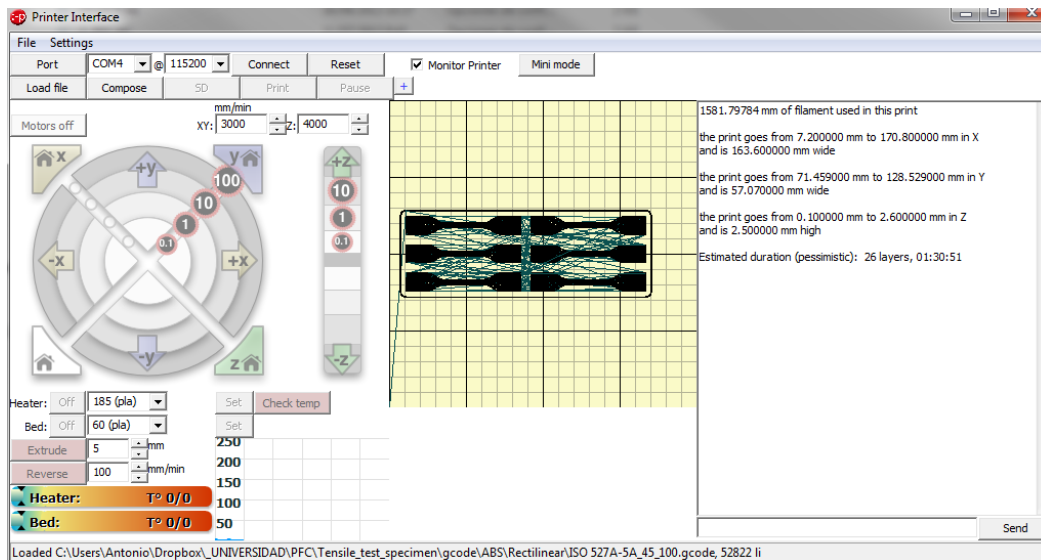 Printer Interface
File Settings
Port COM4 @ 115200 Connect Reset Monitor Printer Mini mode
Load file Compose SD Print Pause +
mm/min
Motors off XY: 3000 Z: 4000
x +y y 100 10 1 0.1 -x +x -y z
+z 10 1 0.1 -z
1581.79784 mm of filament used in this print
the print goes from 7.200000 mm to 170.800000 mm in X
and is 163.600000 mm wide
the print goes from 71.459000 mm to 128.529000 mm in Y
and is 57.070000 mm wide
the print goes from 0.100000 mm to 2.600000 mm in Z
and is 2.500000 mm high
Estimated duration (pessimistic): 26 layers, 01:30:51
Heater: Off 185 (pla) Set Check temp
Bed: Off 60 (pla) Set
Extrude 5 mm
Reverse 100 mm/min
Heater: T° 0/0
Bed: T° 0/0
250
200
150
100
50
Send
Loaded C:\Users\Antonio\Dropbox\_UNIVERSIDAD\PFC\Tensile_test_specimen\gcode\ABS\Rectilinear\ISO 527A-5A_45_100.gcode, 52822 li